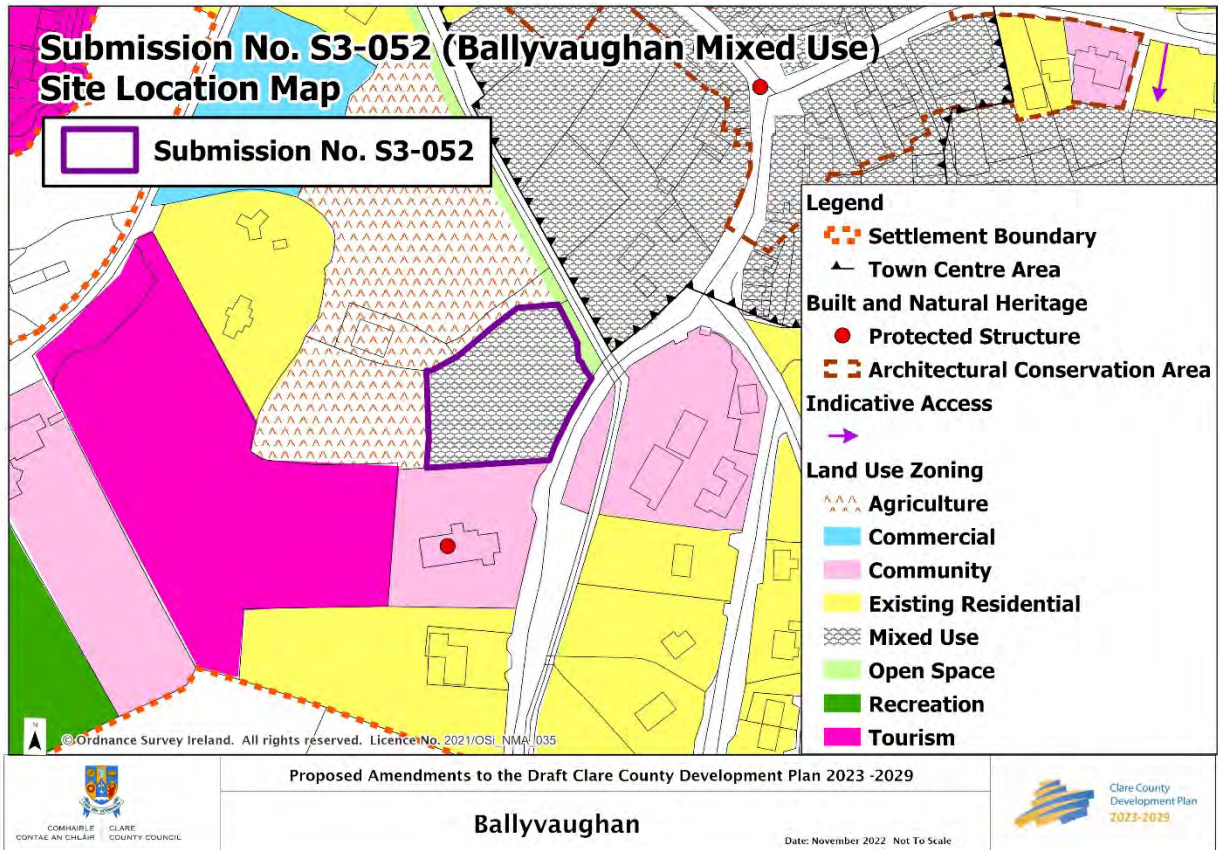 Submission No. S3-052 (Ballyvaughan Mixed Use)
Site Location Map
Submission No. S3-052
Legend
Settlement Boundary
Town Centre Area
Built and Natural Heritage
Protected Structure
Architectural Conservation Area
Indicative Access
Land Use Zoning
Agriculture
Commercial
Community
Existing Residential
Mixed Use
Open Space
Recreation
Tourism
N
© Ordnance Survey Ireland. All rights reserved. Licence No. 2021/OSi_NMA_035
COMHAIRLE CLARE
CONTAE AN CHLÁIR COUNTY COUNCIL
Proposed Amendments to the Draft Clare County Development Plan 2023 -2029
Ballyvaughan
Date: November 2022 Not To Scale
Clare County
Development Plan
2023-2029